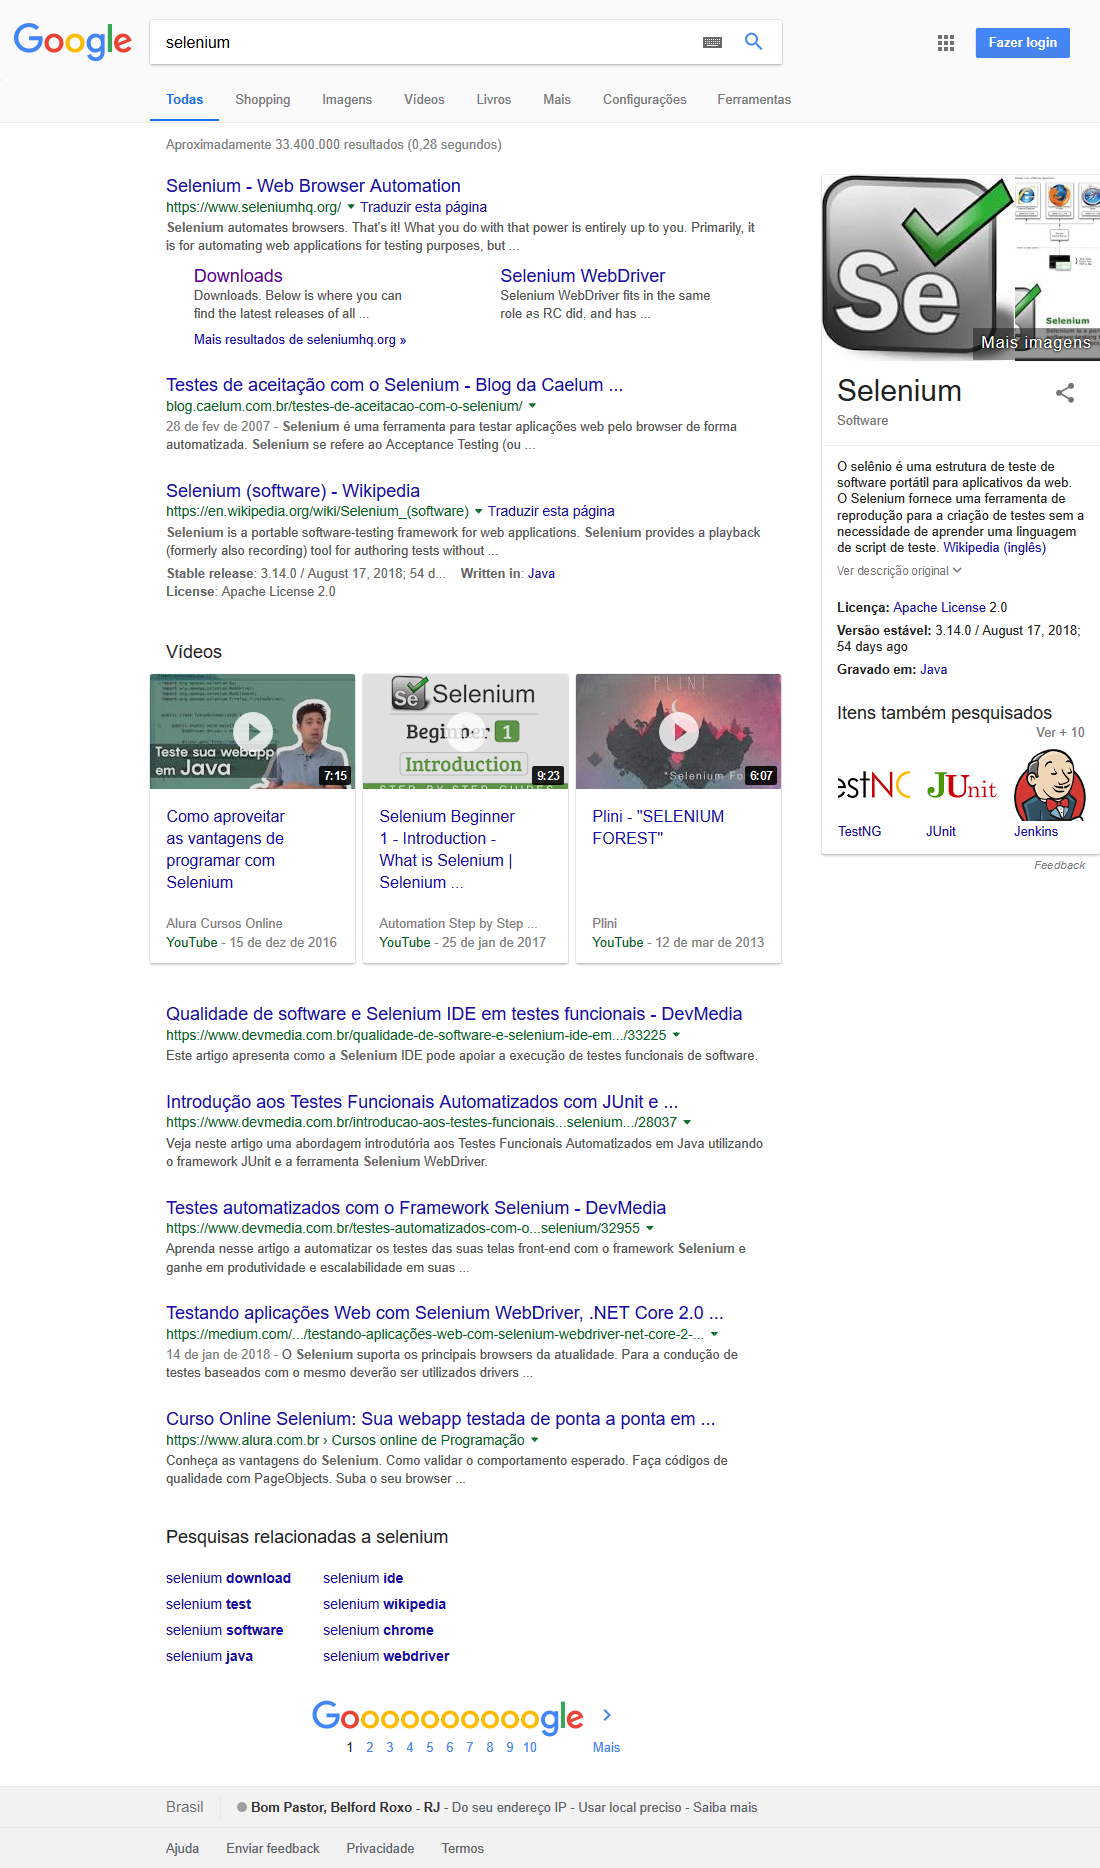 Google
selenium
Fazer login
Todas Shopping Imagens Vídeos Livros Mais Configurações Ferramentas
Aproximadamente 33.400.000 resultados (0,28 segundos)
Selenium - Web Browser Automation
https://www.seleniumhq.org/ Traduzir esta página
Selenium automates browsers. That's it! What you do with that power is entirely up to you. Primarily, it
is for automating web applications for testing purposes, but ...
Downloads
Downloads. Below is where you can
find the latest releases of all ...
Selenium WebDriver
Selenium WebDriver fits in the same
role as RC did, and has ...
Mais resultados de seleniumhq.org »
Testes de aceitação com o Selenium - Blog da Caelum ...
blog.caelum.com.br/testes-de-aceitacao-com-o-selenium/
28 de fev de 2007 - Selenium é uma ferramenta para testar aplicações web pelo browser de forma
automatizada. Selenium se refere ao Acceptance Testing (ou ...
Selenium (software) - Wikipedia
https://en.wikipedia.org/wiki/Selenium_(software) Traduzir esta página
Selenium is a portable software-testing framework for web applications. Selenium provides a playback
(formerly also recording) tool for authoring tests without ...
Stable release: 3.14.0 / August 17, 2018; 54 d... Written in: Java
License: Apache License 2.0
Vídeos
Teste sua webapp
em Java
7:15
Como aproveitar
as vantagens de
programar com
Selenium
Alura Cursos Online
YouTube - 15 de dez de 2016
Se Selenium
Beginner 1
Introduction
STEP BY STEP GUIDES
9:23
Selenium Beginner
1 - Introduction -
What is Selenium |
Selenium ...
Automation Step by Step ...
YouTube - 25 de jan de 2017
PLINI
"Selenium Fo
6:07
Plini - "SELENIUM
FOREST"
Plini
YouTube - 12 de mar de 2013
Qualidade de software e Selenium IDE em testes funcionais - DevMedia
https://www.devmedia.com.br/qualidade-de-software-e-selenium-ide-em.../33225
Este artigo apresenta como a Selenium IDE pode apoiar a execução de testes funcionais de software.
Introdução aos Testes Funcionais Automatizados com JUnit e ...
https://www.devmedia.com.br/introducao-aos-testes-funcionais...selenium.../28037
Veja neste artigo uma abordagem introdutória aos Testes Funcionais Automatizados em Java utilizando
o framework JUnit e a ferramenta Selenium WebDriver.
Testes automatizados com o Framework Selenium - DevMedia
https://www.devmedia.com.br/testes-automatizados-com-o...selenium/32955
Aprenda nesse artigo a automatizar os testes das suas telas front-end com o framework Selenium e
ganhe em produtividade e escalabilidade em suas ...
Testando aplicações Web com Selenium WebDriver, .NET Core 2.0 ...
https://medium.com/.../testando-aplicações-web-com-selenium-webdriver-net-core-2-...
14 de jan de 2018 - O Selenium suporta os principais browsers da atualidade. Para a condução de
testes baseados com o mesmo deverão ser utilizados drivers ...
Curso Online Selenium: Sua webapp testada de ponta a ponta em ...
https://www.alura.com.br › Cursos online de Programação
Conheça as vantagens do Selenium. Como validar o comportamento esperado. Faça códigos de
qualidade com PageObjects. Suba o seu browser ...
Pesquisas relacionadas a selenium
selenium download selenium ide
selenium test selenium wikipedia
selenium software selenium chrome
selenium java selenium webdriver
Goooooooooogle
1 2 3 4 5 6 7 8 9 10 Mais
Se
Selenium
Mais imagens
Selenium
Software
O selênio é uma estrutura de teste de
software portátil para aplicativos da web.
O Selenium fornece uma ferramenta de
reprodução para a criação de testes sem a
necessidade de aprender uma linguagem
de script de teste. Wikipedia (inglês)
Ver descrição original
Licença: Apache License 2.0
Versão estável: 3.14.0 / August 17, 2018;
54 days ago
Gravado em: Java
Itens também pesquisados
Ver + 10
estNG JUnit
TestNG JUnit Jenkins
Feedback
Brasil Bom Pastor, Belford Roxo - RJ - Do seu endereço IP - Usar local preciso - Saiba mais
Ajuda Enviar feedback Privacidade Termos